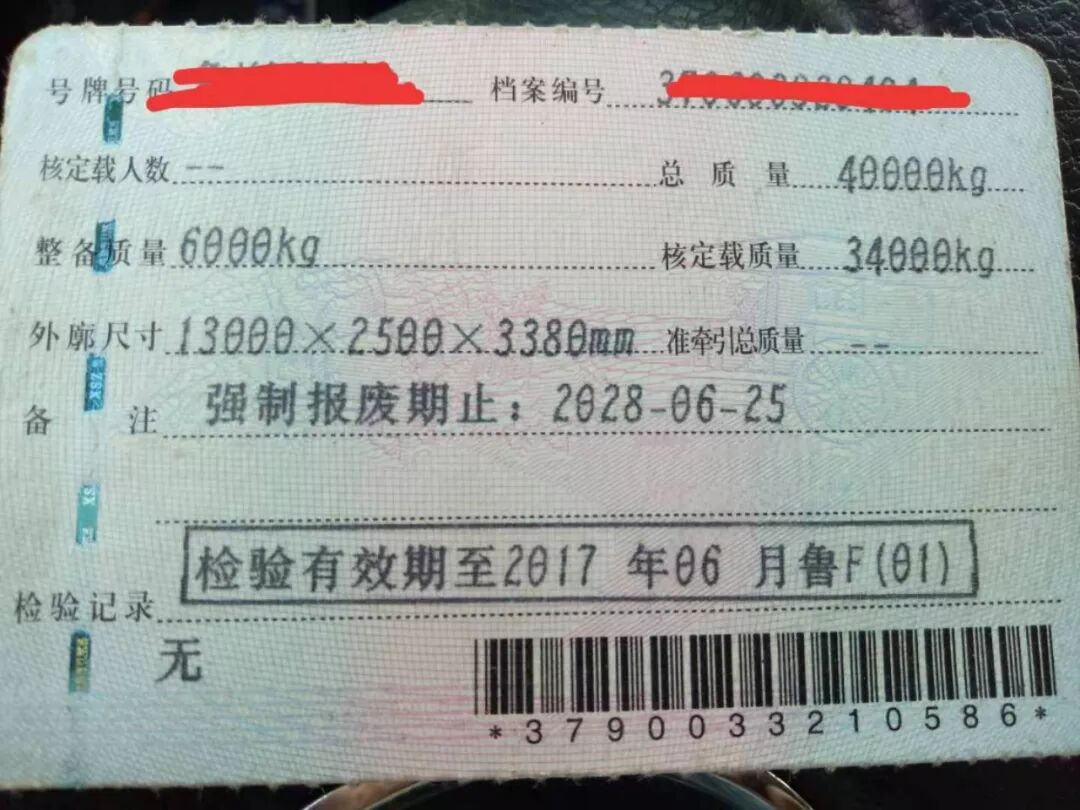 号牌号码 档案编号
核定载人数 -- 总质量 40000kg
整备质量 6000kg 核定载质量 34000kg
外廓尺寸 13000×2500×3380mm 准牵引总质量 --
备注 强制报废期止：2028-06-25
检验有效期至2017 年06 月鲁F(01)
检验记录
无
*3790033210586*